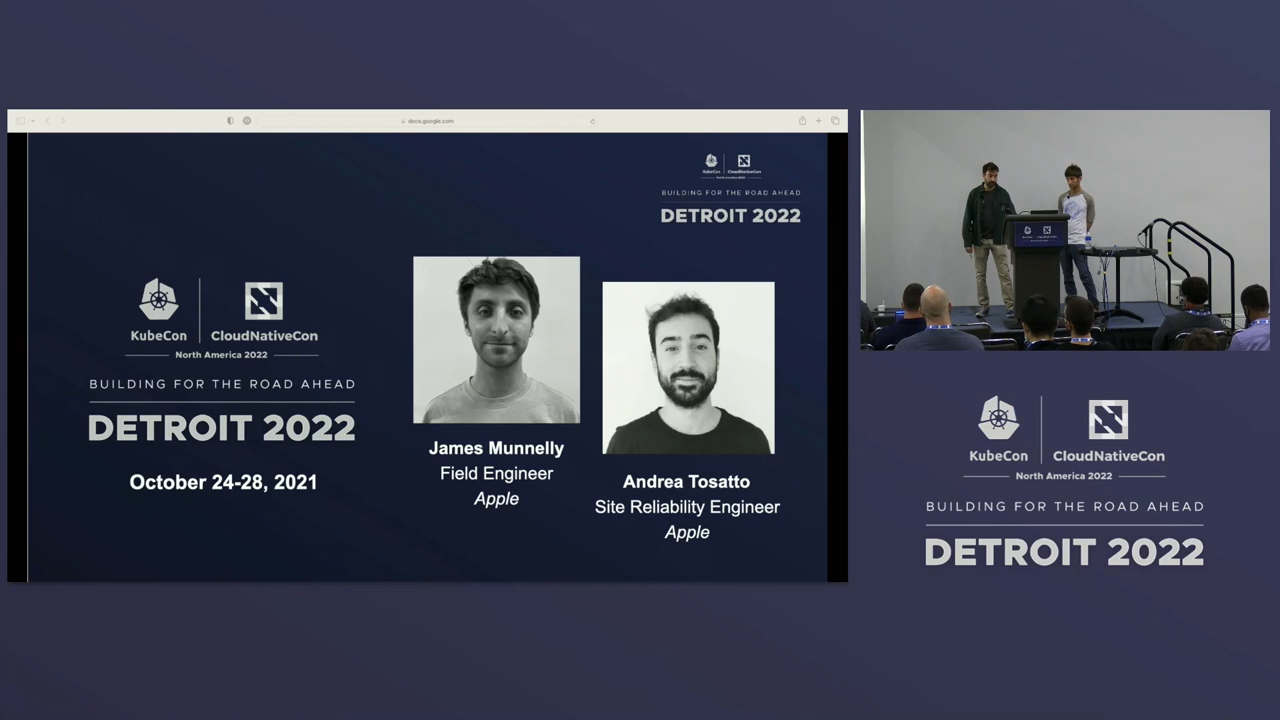 docs.google.com
KubeCon
CloudNativeCon
North America 2022
BUILDING FOR THE ROAD AHEAD
DETROIT 2022
KubeCon
CloudNativeCon
North America 2022
BUILDING FOR THE ROAD AHEAD
DETROIT 2022
October 24-28, 2021
James Munnelly
Field Engineer
Apple
Andrea Tosatto
Site Reliability Engineer
Apple
KubeCon
CloudNativeCon
North America 2022
BUILDING FOR THE ROAD AHEAD
DETROIT 2022